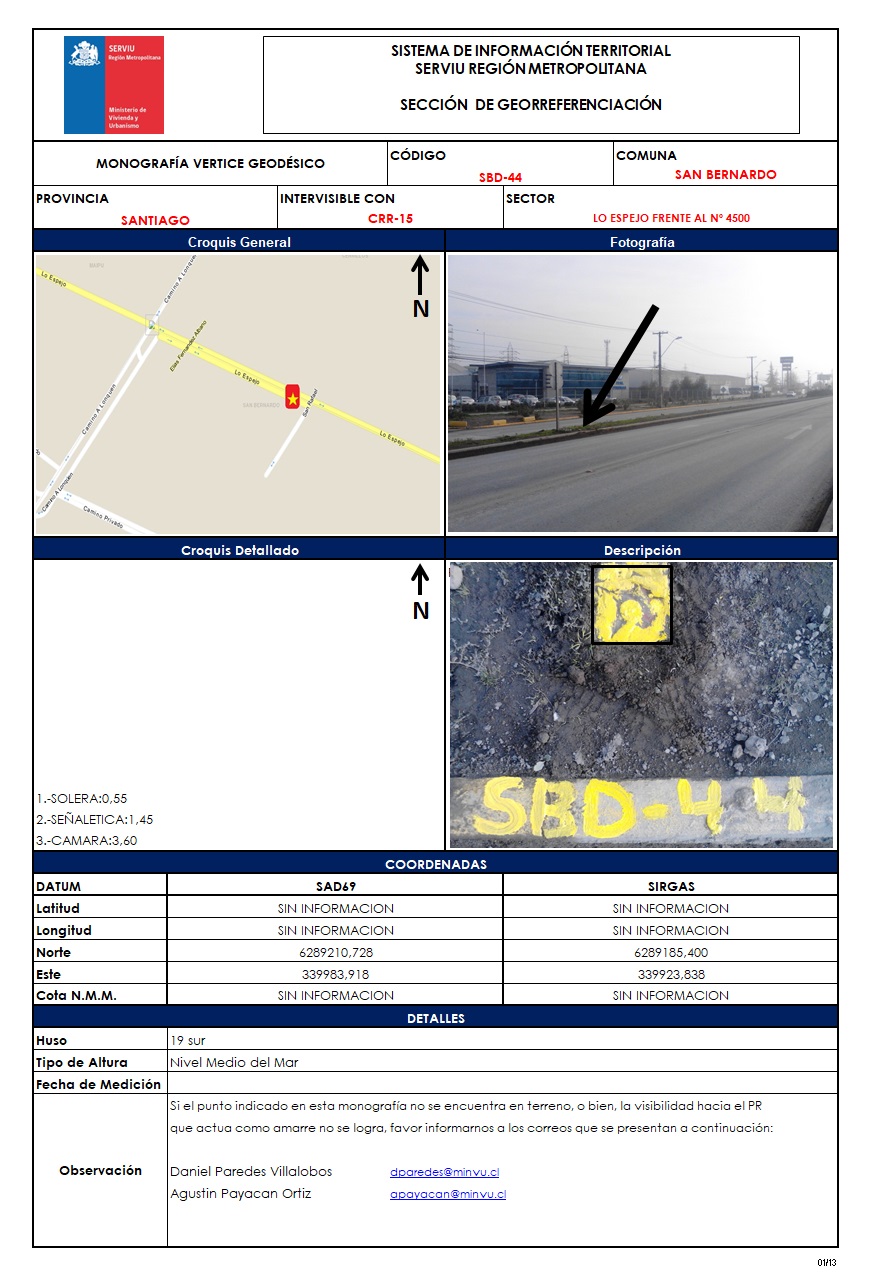 SERVIU
Región Metropolitana
Ministerio de
Vivienda y
Urbanismo
SISTEMA DE INFORMACIÓN TERRITORIAL
SERVIU REGIÓN METROPOLITANA
SECCIÓN DE GEORREFERENCIACIÓN
MONOGRAFÍA VERTICE GEODÉSICO
CÓDIGO
SBD-44
COMUNA
SAN BERNARDO
PROVINCIA
SANTIAGO
INTERVISIBLE CON
CRR-15
SECTOR
LO ESPEJO FRENTE AL Nº 4500
Croquis General
Fotografía
Lo Espejo
Camino A Lonquen
N
Elias Fernandez Albano
Lo Espejo
SAN BERNARDO
San Rafael
Camino A Lonquen
Lo Espejo
Camino A Lonquen
Camino Privado
Croquis Detallado
Descripción
N
1.-SOLERA:0,55
2.-SEÑALETICA:1,45
3.-CAMARA:3,60
SBD-44
COORDENADAS
DATUM SAD69 SIRGAS
Latitud SIN INFORMACION SIN INFORMACION
Longitud SIN INFORMACION SIN INFORMACION
Norte 6289210,728 6289185,400
Este 339983,918 339923,838
Cota N.M.M. SIN INFORMACION SIN INFORMACION
DETALLES
Huso 19 sur
Tipo de Altura Nivel Medio del Mar
Fecha de Medición
Observación
Si el punto indicado en esta monografía no se encuentra en terreno, o bien, la visibilidad hacia el PR
que actua como amarre no se logra, favor informarnos a los correos que se presentan a continuación:
Daniel Paredes Villalobos dparedes@minvu.cl
Agustin Payacan Ortiz apayacan@minvu.cl
01/13